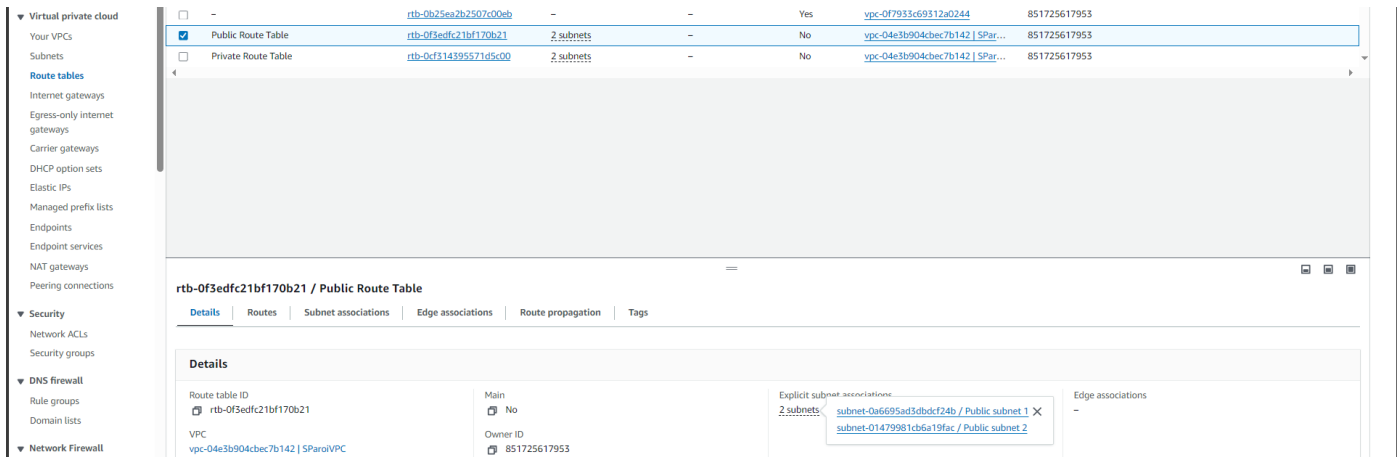 Virtual private cloud
Your VPCs
Subnets
Route tables
Internet gateways
Egress-only internet
gateways
Carrier gateways
DHCP option sets
Elastic IPs
Managed prefix lists
Endpoints
Endpoint services
NAT gateways
Peering connections
Security
Network ACLs
Security groups
DNS firewall
Rule groups
Domain lists
Network Firewall
– rtb-0b25ea2b2507c00eb – – Yes vpc-0f7933c69312a0244 851725617953
Public Route Table rtb-0f3edfc21bf170b21 2 subnets – No vpc-04e3b904cbec7b142 | SPar... 851725617953
Private Route Table rtb-0cf314395571d5c00 2 subnets – No vpc-04e3b904cbec7b142 | SPar... 851725617953
rtb-0f3edfc21bf170b21 / Public Route Table
Details Routes Subnet associations Edge associations Route propagation Tags
Details
Route table ID Main Explicit subnet associations Edge associations
rtb-0f3edfc21bf170b21 No 2 subnets subnet-0a6695ad3dbdcf24b / Public subnet 1 –
subnet-01479981cb6a19fac / Public subnet 2
VPC Owner ID
vpc-04e3b904cbec7b142 | SParoiVPC 851725617953